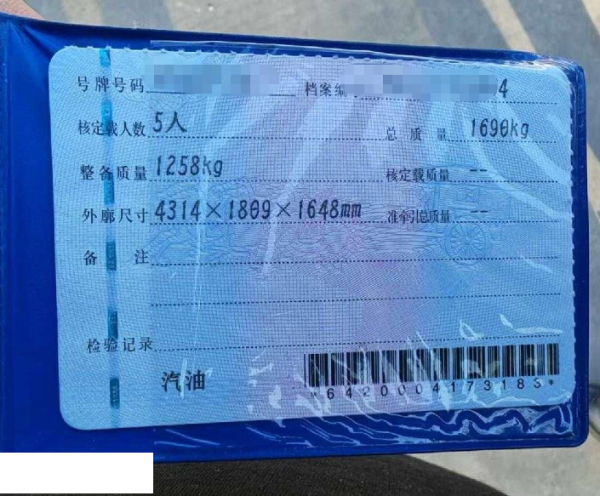 号牌号码 档案编 4
核定载人数 5人 总质量 1690kg
整备质量 1258kg 核定载质量 --
外廓尺寸 4314×1809×1648mm 准牵引总质量 --
备注
检验记录
汽油
*6420004173183*